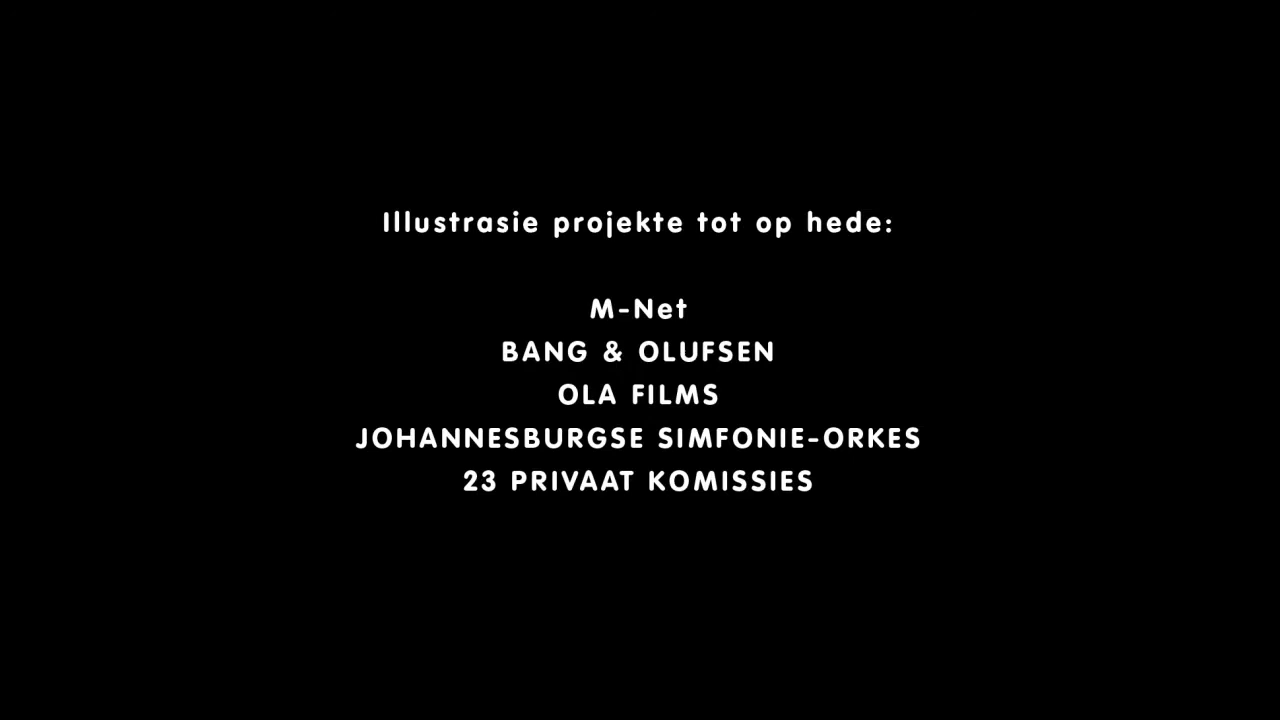 Illustrasie projekte tot op hede:
M-Net
BANG & OLUFSEN
OLA FILMS
JOHANNESBURGSE SIMFONIE-ORKES
23 PRIVAAT KOMISSIES